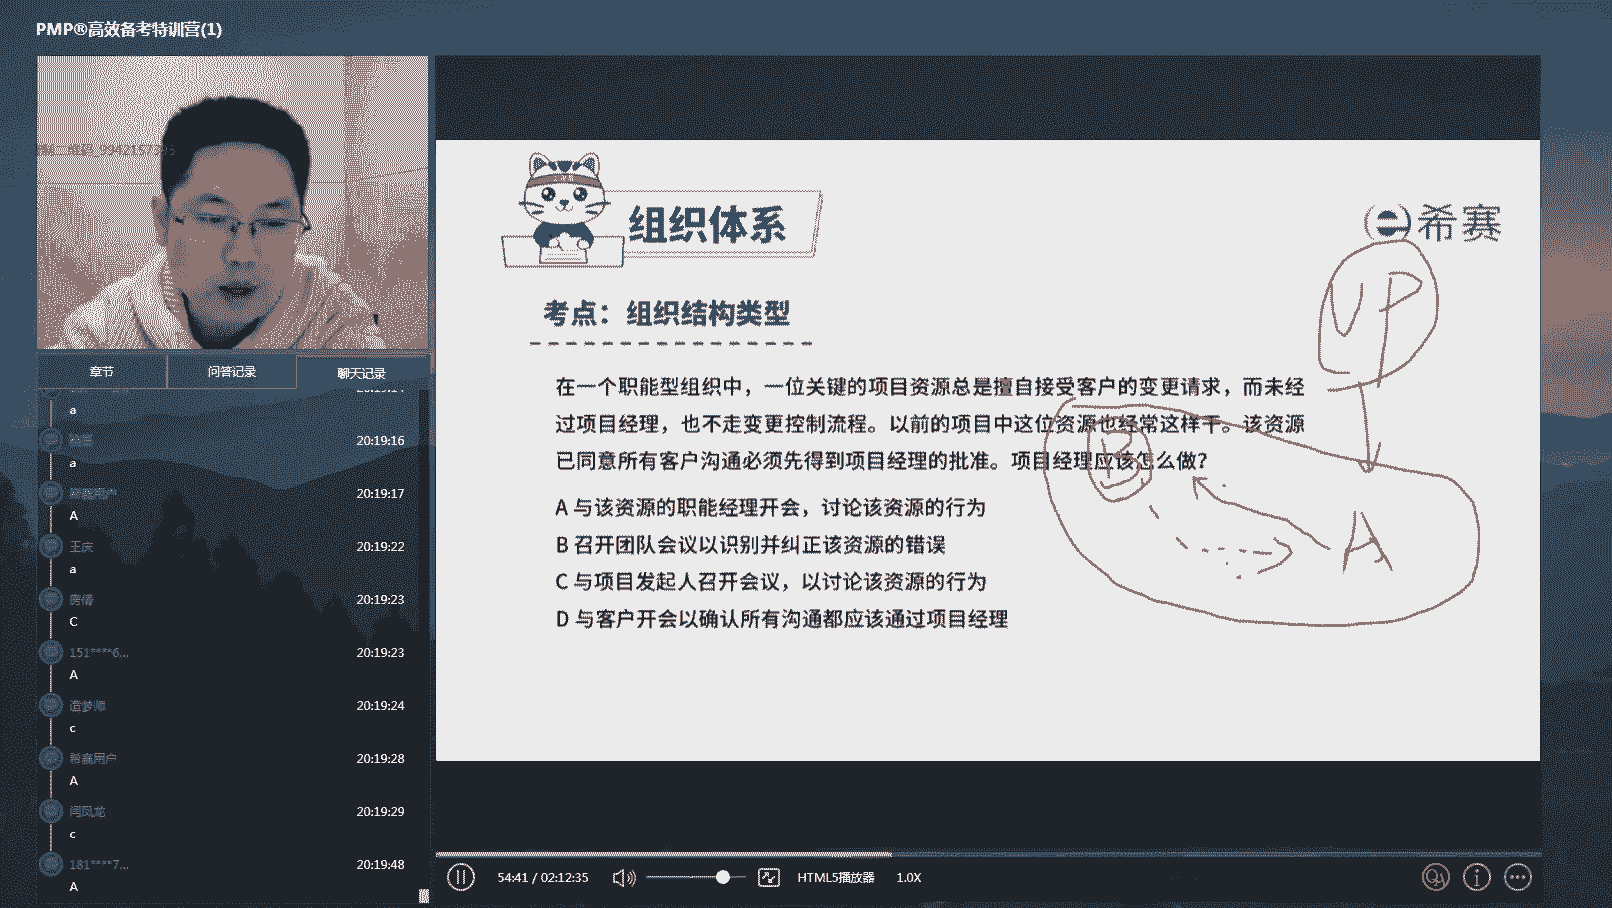 PMP®高效备考特训营(1)
章节
问答记录
聊天记录
a
20:19:16
a
20:19:17
A
王庆
20:19:22
a
房倩
20:19:23
C
151****6...
20:19:23
A
造梦师
20:19:24
c
希赛用户
20:19:28
A
闫凤龙
20:19:29
c
181****7...
20:19:48
A
组织体系
希赛
考点：组织结构类型
在一个职能型组织中，一位关键的项目资源总是擅自接受客户的变更请求，而未经
过项目经理，也不走变更控制流程。以前的项目中这位资源也经常这样干。该资源
已同意所有客户沟通必须先得到项目经理的批准。项目经理应该怎么做？
A 与该资源的职能经理开会，讨论该资源的行为
B 召开团队会议以识别并纠正该资源的错误
C 与项目发起人召开会议，以讨论该资源的行为
D 与客户开会以确认所有沟通都应该通过项目经理
VP
B
A
54:41 / 02:12:35
HTML5播放器
1.0X